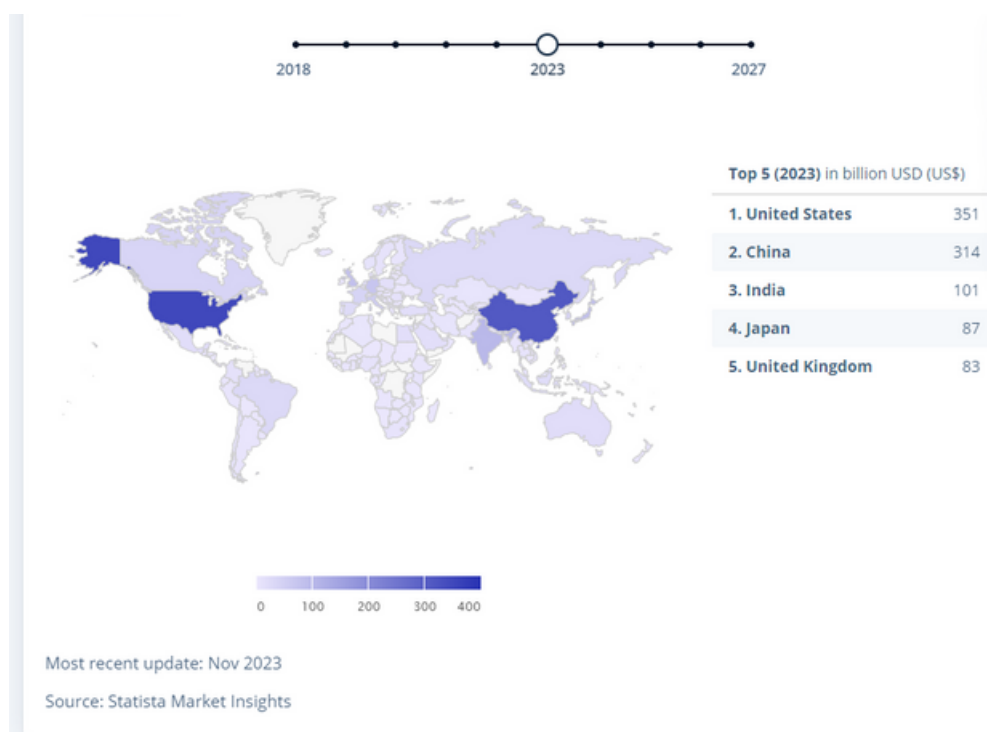 2018 2023 2027
Top 5 (2023) in billion USD (US$)
1. United States 351
2. China 314
3. India 101
4. Japan 87
5. United Kingdom 83
0 100 200 300 400
Most recent update: Nov 2023
Source: Statista Market Insights